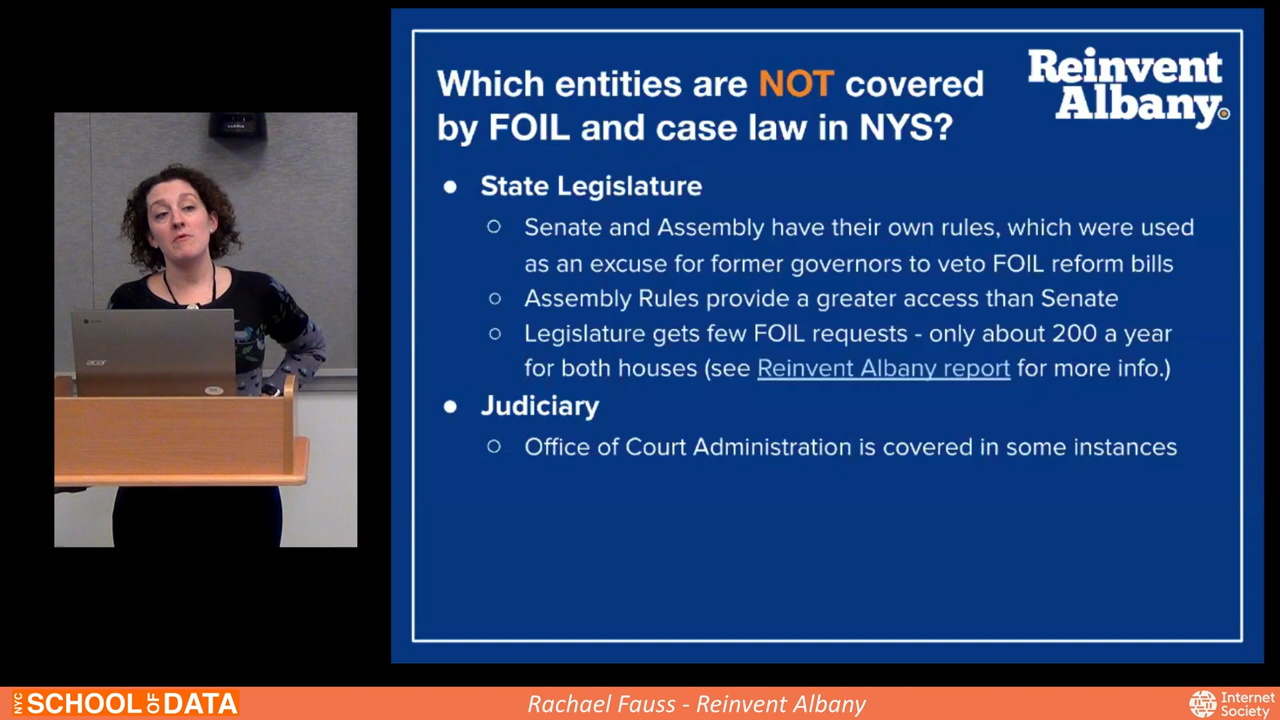 Which entities are NOT covered
by FOIL and case law in NYS?
Reinvent
Albany.
● State Legislature
○ Senate and Assembly have their own rules, which were used
as an excuse for former governors to veto FOIL reform bills
○ Assembly Rules provide a greater access than Senate
○ Legislature gets few FOIL requests - only about 200 a year
for both houses (see Reinvent Albany report for more info.)
● Judiciary
○ Office of Court Administration is covered in some instances
acer
NYC SCHOOL OF DATA
Rachael Fauss - Reinvent Albany
Internet
Society